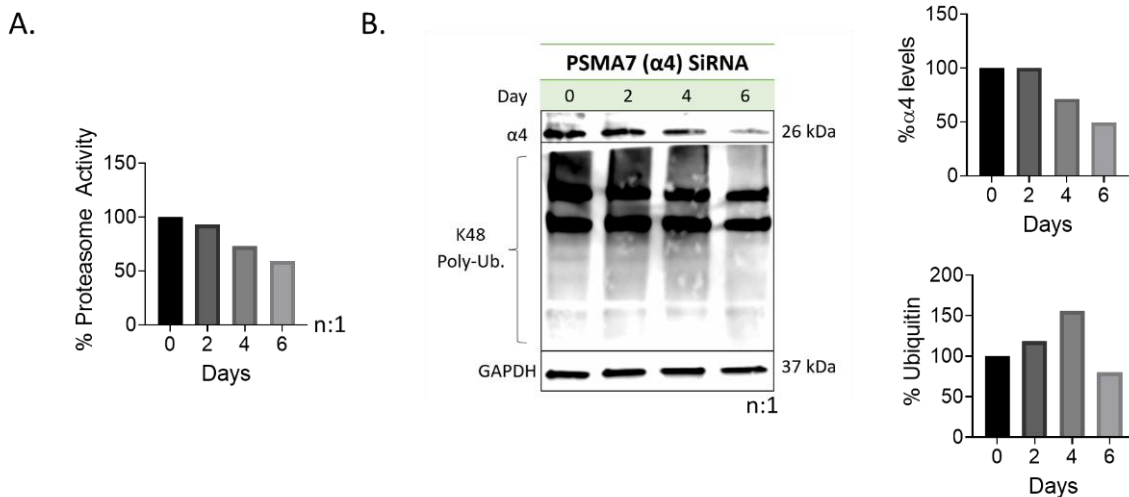 A.
% Proteasome Activity
150
100
50
0
0 2 4 6
Days
n:1
B.
PSMA7 (α4) SiRNA
Day 0 2 4 6
α4
26 kDa
K48
Poly-Ub.
GAPDH
37 kDa
n:1
%α4 levels
150
100
50
0
0 2 4 6
Days
% Ubiquitin
200
150
100
50
0
0 2 4 6
Days